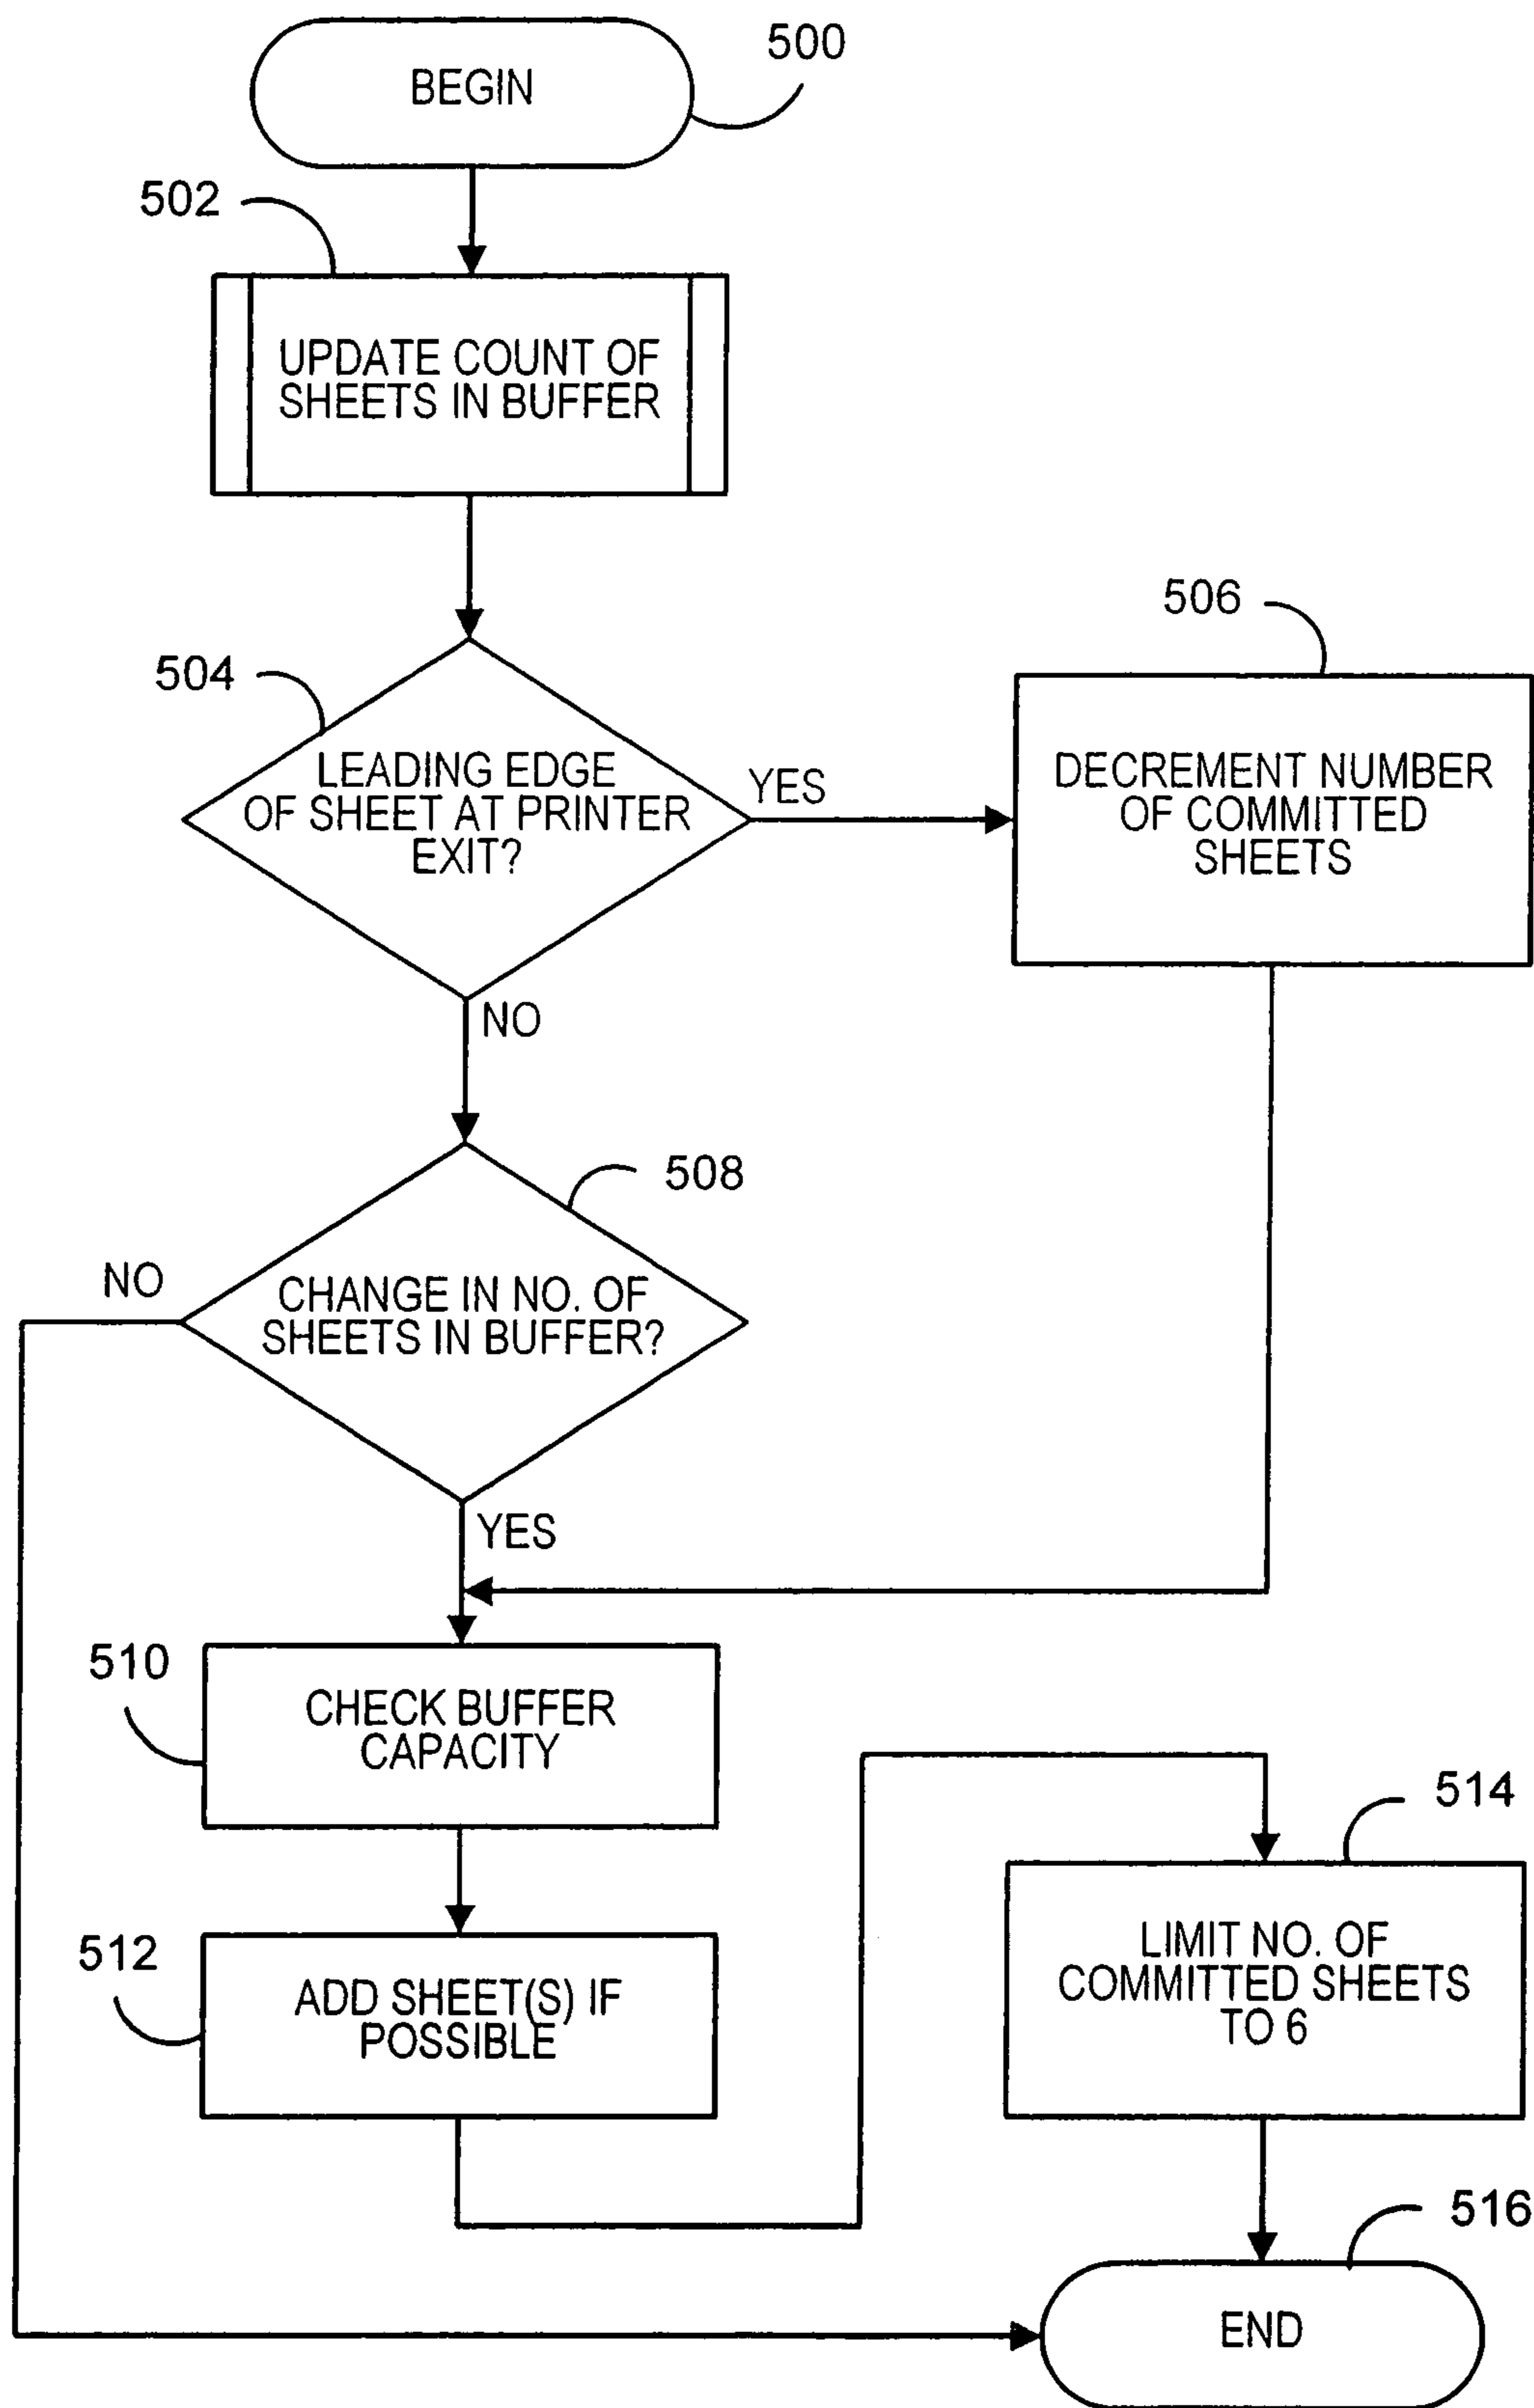 BEGIN
500
502
UPDATE COUNT OF
SHEETS IN BUFFER
504
LEADING EDGE
OF SHEET AT PRINTER
EXIT?
YES
506
DECREMENT NUMBER
OF COMMITTED
SHEETS
NO
508
CHANGE IN NO. OF
SHEETS IN BUFFER?
NO
YES
510
CHECK BUFFER
CAPACITY
512
ADD SHEET(S) IF
POSSIBLE
514
LIMIT NO. OF
COMMITTED SHEETS
TO 6
516
END